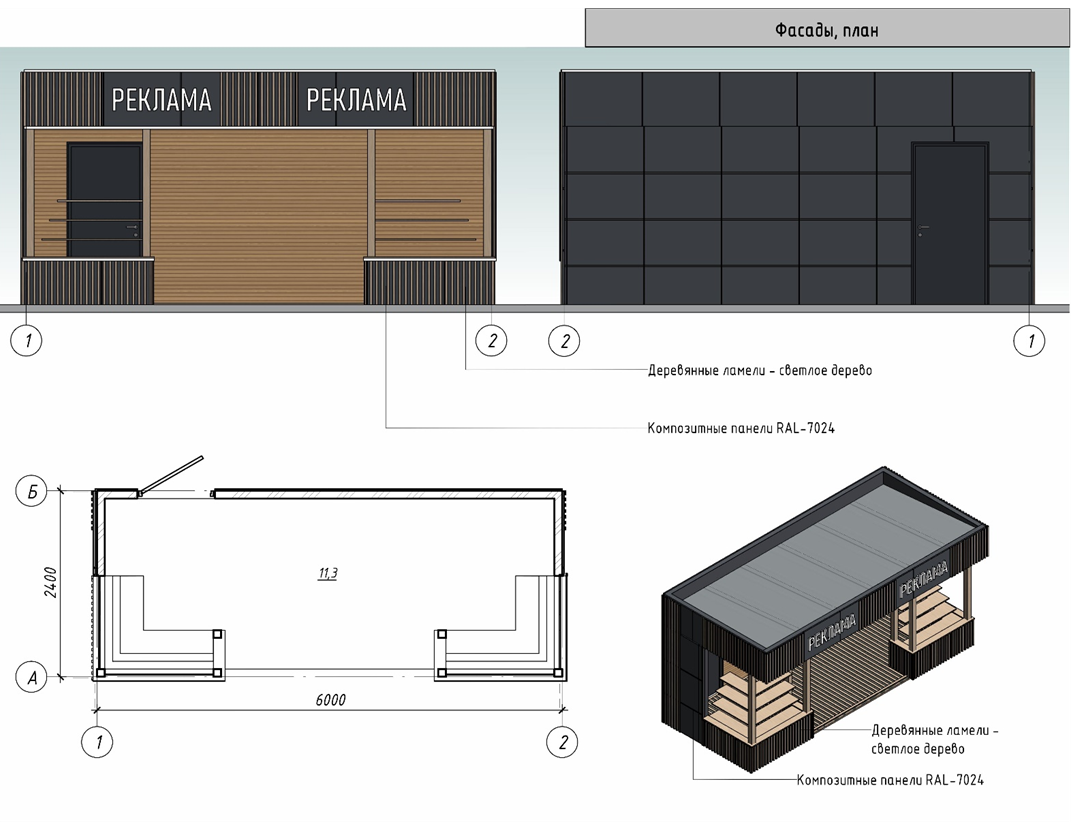 Фасады, план
РЕКЛАМА РЕКЛАМА
1 2 2 1
Деревянные ламели – светлое дерево
Композитные панели RAL-7024
Б
2400
11,3
А
6000
1 2
РЕКЛАМА
РЕКЛАМА
Деревянные ламели –
светлое дерево
Композитные панели RAL-7024